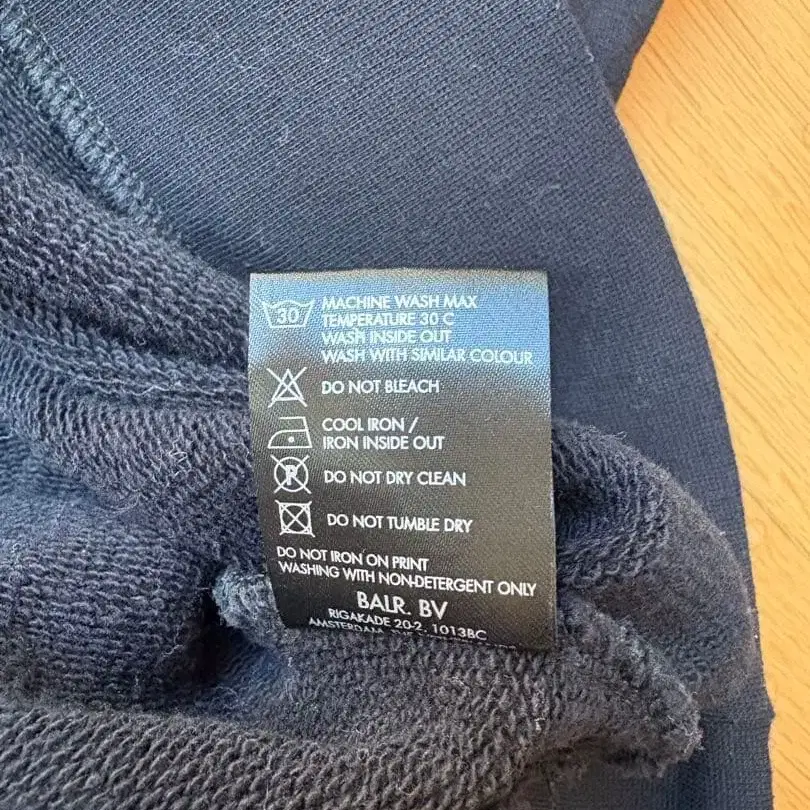 30
MACHINE WASH MAX
TEMPERATURE 30 C
WASH INSIDE OUT
WASH WITH SIMILAR COLOUR
DO NOT BLEACH
COOL IRON /
IRON INSIDE OUT
P
DO NOT DRY CLEAN
DO NOT TUMBLE DRY
DO NOT IRON ON PRINT
WASHING WITH NON-DETERGENT ONLY
BALR. BV
RIGAKADE 20-2, 1013BC
AMSTERDAM,